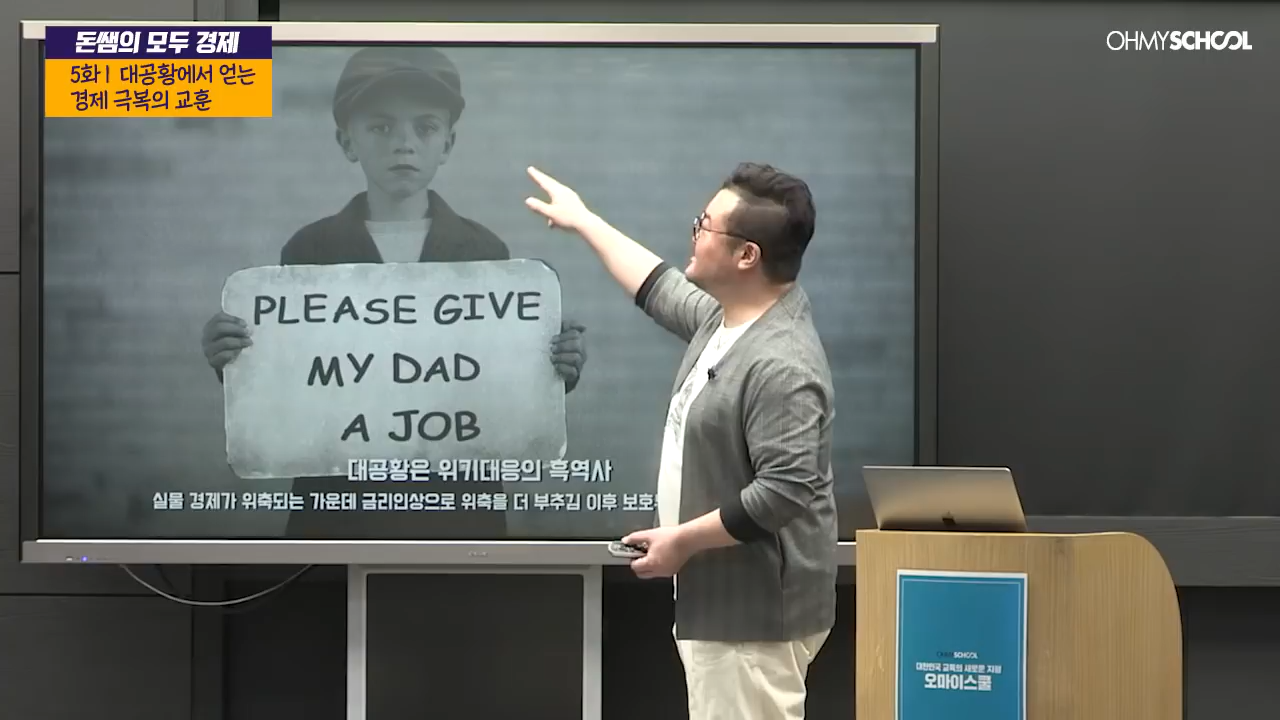 돈쌤의 모두 경제
5화 | 대공황에서 얻는
경제 극복의 교훈
OHMYSCHOOL
PLEASE GIVE
MY DAD
A JOB
대공황은 위기대응의 흑역사
실물 경제가 위축되는 가운데 금리인상으로 위축을 더 부추김 이후
OHMYSCHOOL
대한민국 교육의 새로운 지평
오마이스쿨